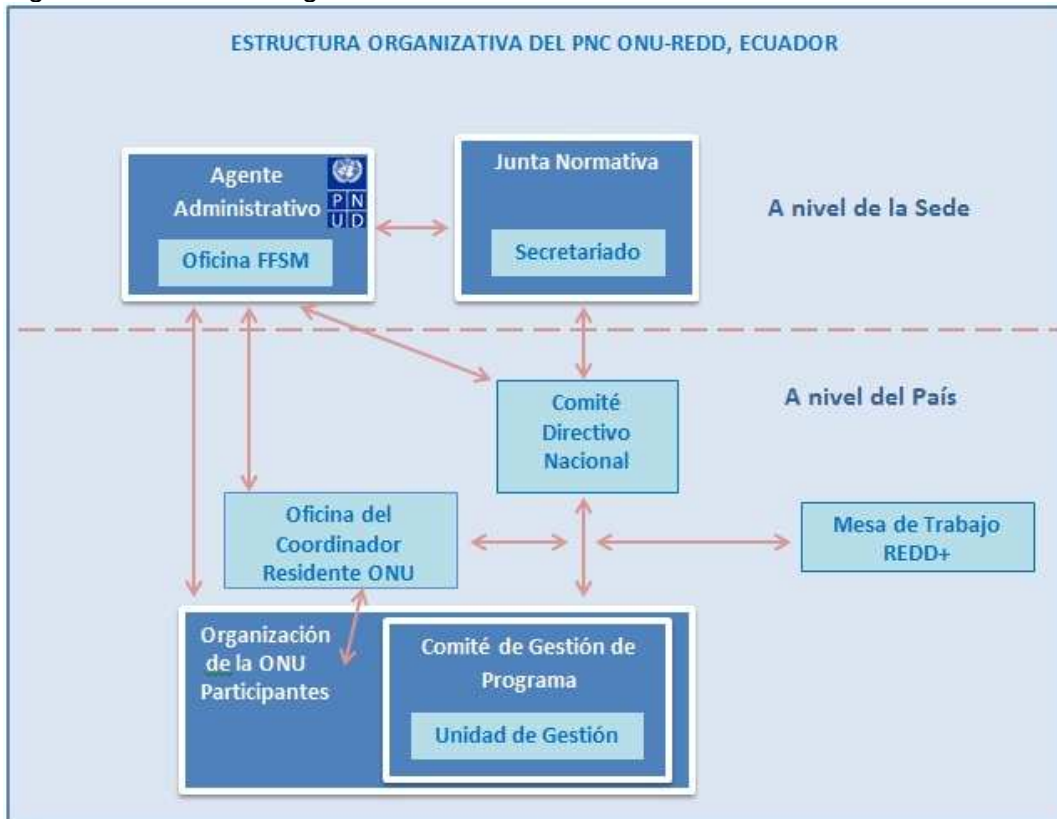 ESTRUCTURA ORGANIZATIVA DEL PNC ONU-REDD, ECUADOR
Agente
Administrativo
PN
UD
Oficina FFSM
Junta Normativa
Secretariado
A nivel de la Sede
A nivel del País
Comité
Directivo
Nacional
Oficina del
Coordinador
Residente ONU
Mesa de Trabajo
REDD+
Organización
de la ONU
Participantes
Comité de Gestión de
Programa
Unidad de Gestión